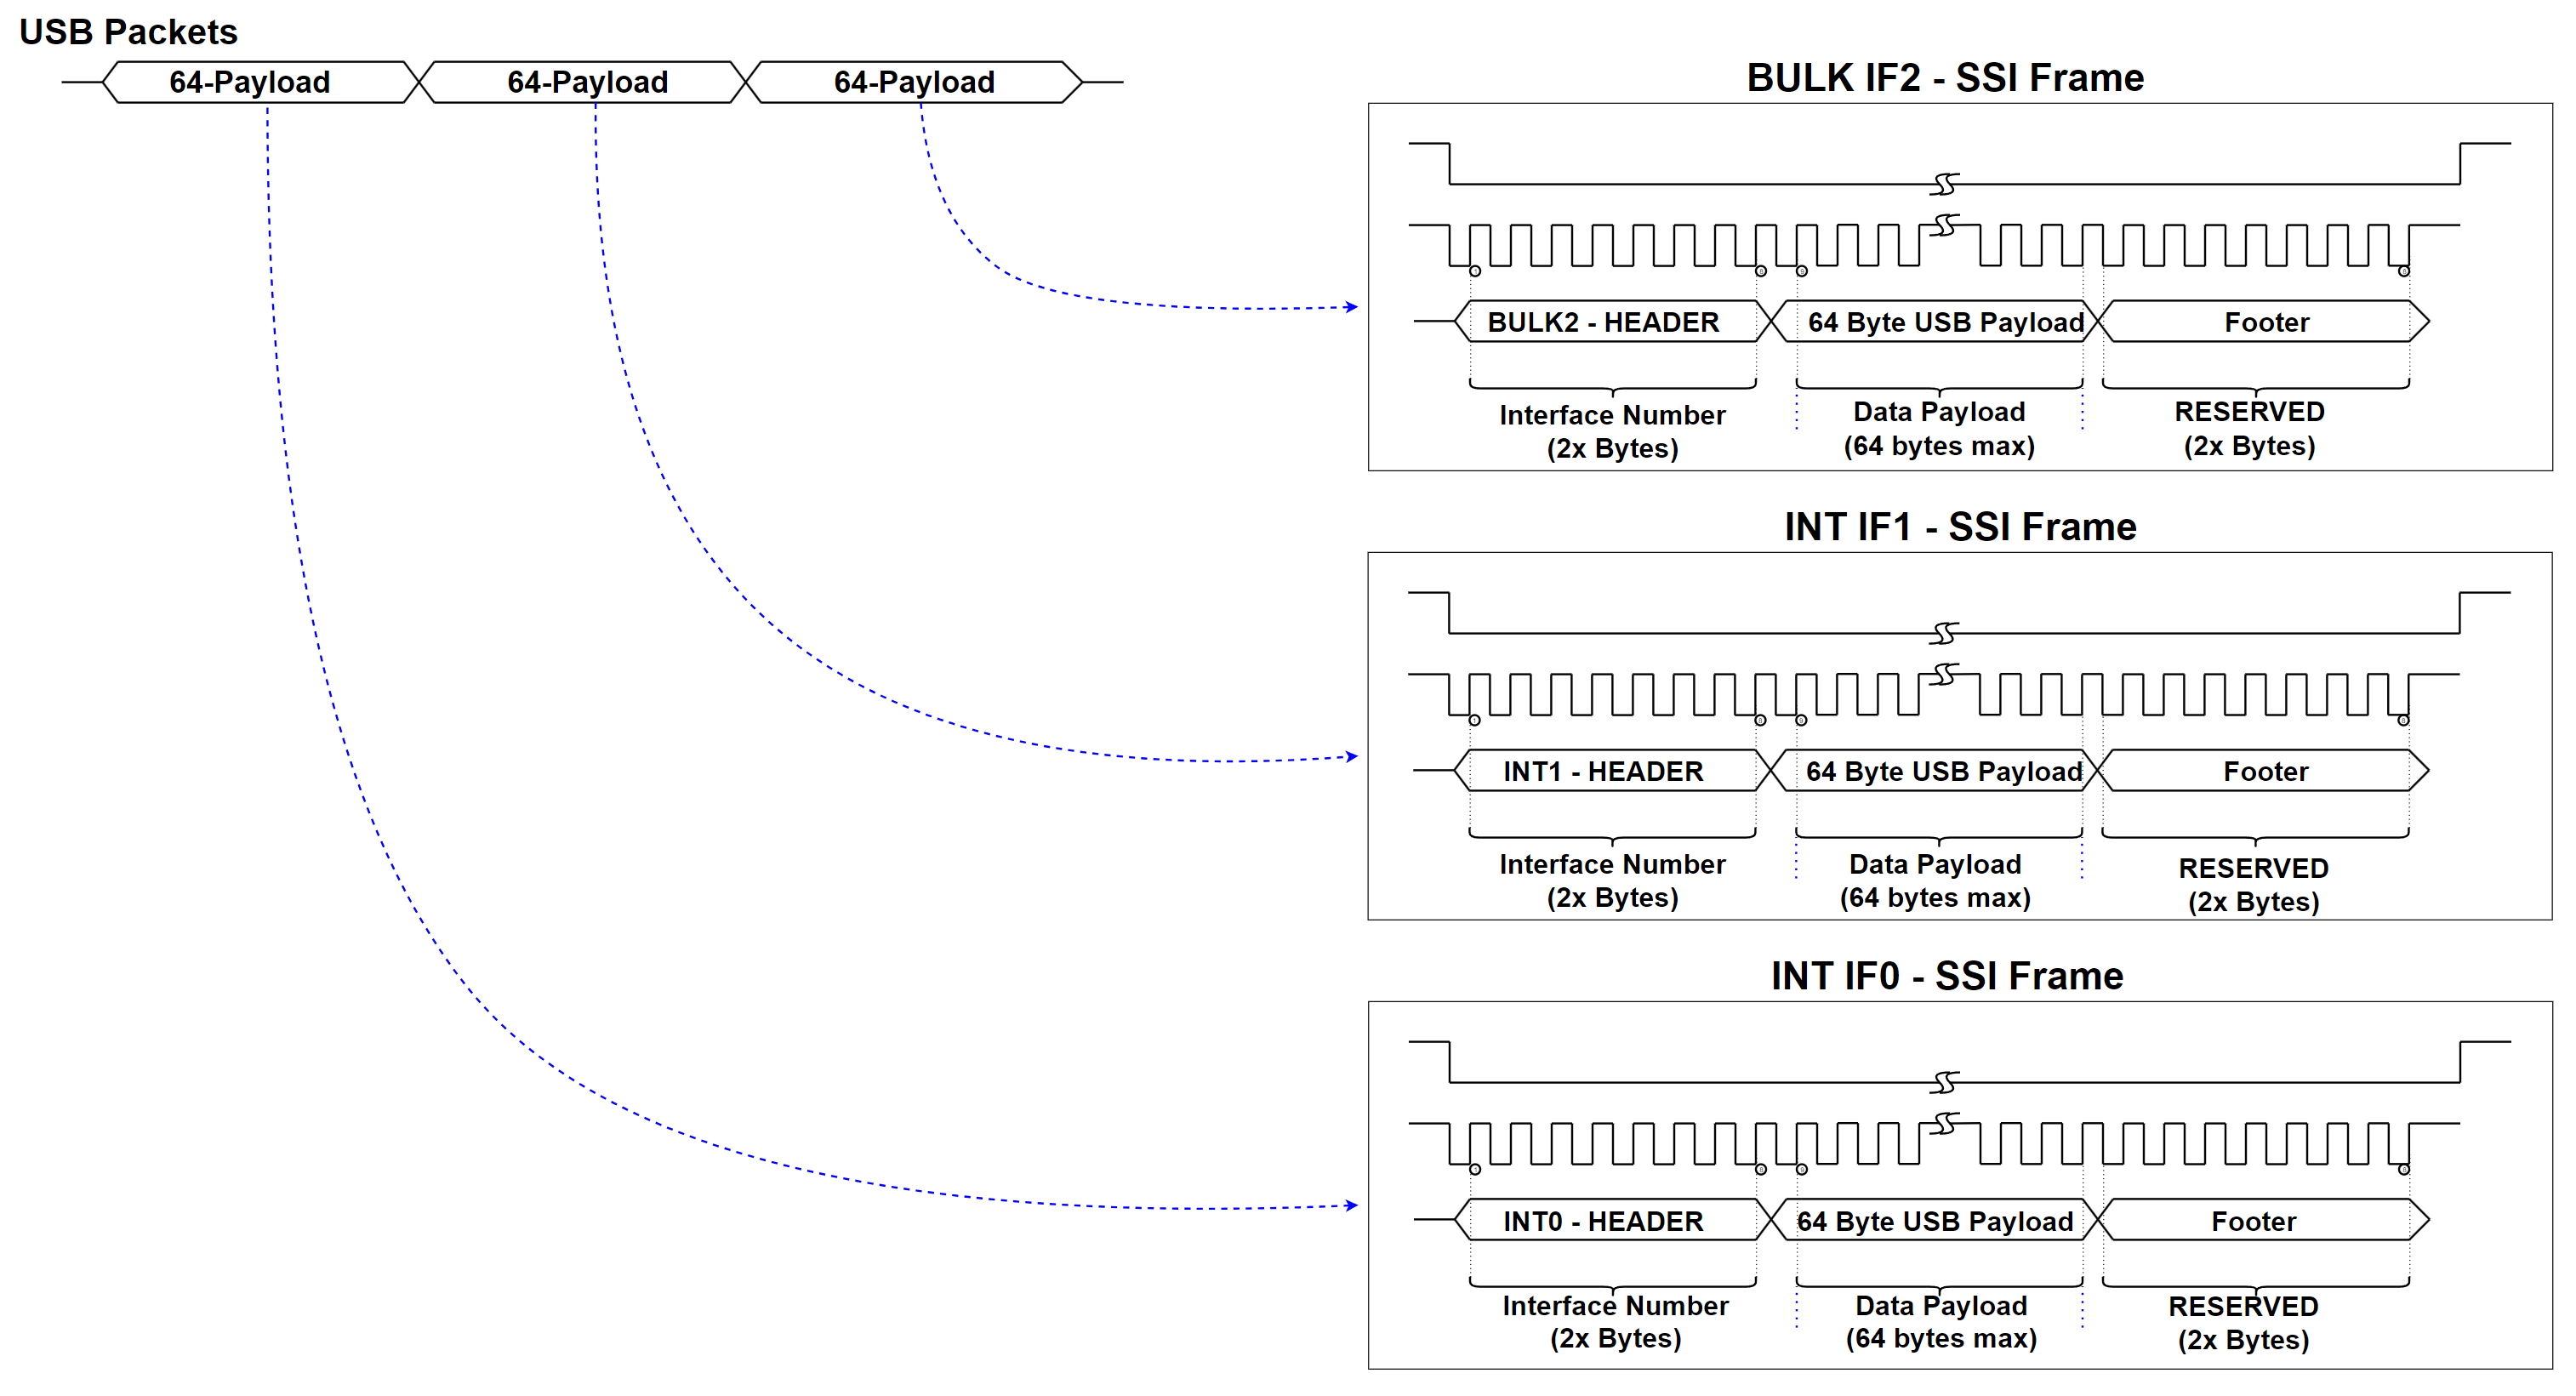 USB Packets
64-Payload 64-Payload 64-Payload
BULK IF2 - SSI Frame
BULK2 - HEADER 64 Byte USB Payload Footer
Interface Number Data Payload RESERVED
(2x Bytes) (64 bytes max) (2x Bytes)
INT IF1 - SSI Frame
INT1 - HEADER 64 Byte USB Payload Footer
Interface Number Data Payload RESERVED
(2x Bytes) (64 bytes max) (2x Bytes)
INT IF0 - SSI Frame
INT0 - HEADER 64 Byte USB Payload Footer
Interface Number Data Payload RESERVED
(2x Bytes) (64 bytes max) (2x Bytes)